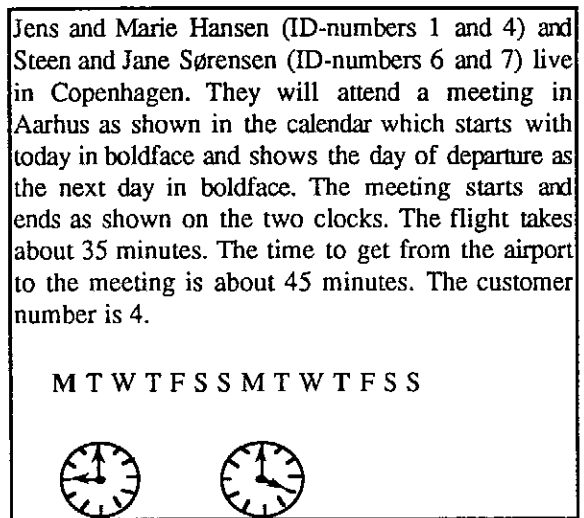 Jens and Marie Hansen (ID-numbers 1 and 4) and
Steen and Jane Sørensen (ID-numbers 6 and 7) live
in Copenhagen. They will attend a meeting in
Aarhus as shown in the calendar which starts with
today in boldface and shows the day of departure as
the next day in boldface. The meeting starts and
ends as shown on the two clocks. The flight takes
about 35 minutes. The time to get from the airport
to the meeting is about 45 minutes. The customer
number is 4.
M T W T F S S M T W T F S S